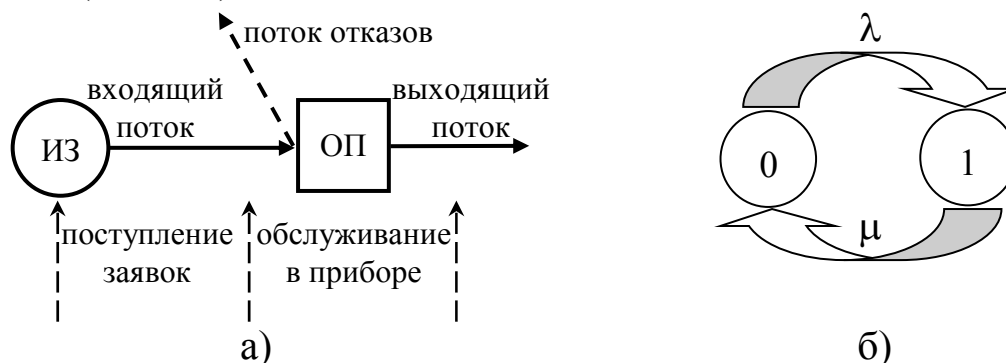 поток отказов
входящий
поток
выходящий
поток
ИЗ
ОП
поступление
заявок
обслуживание
в приборе
а)
λ
0
1
μ
б)